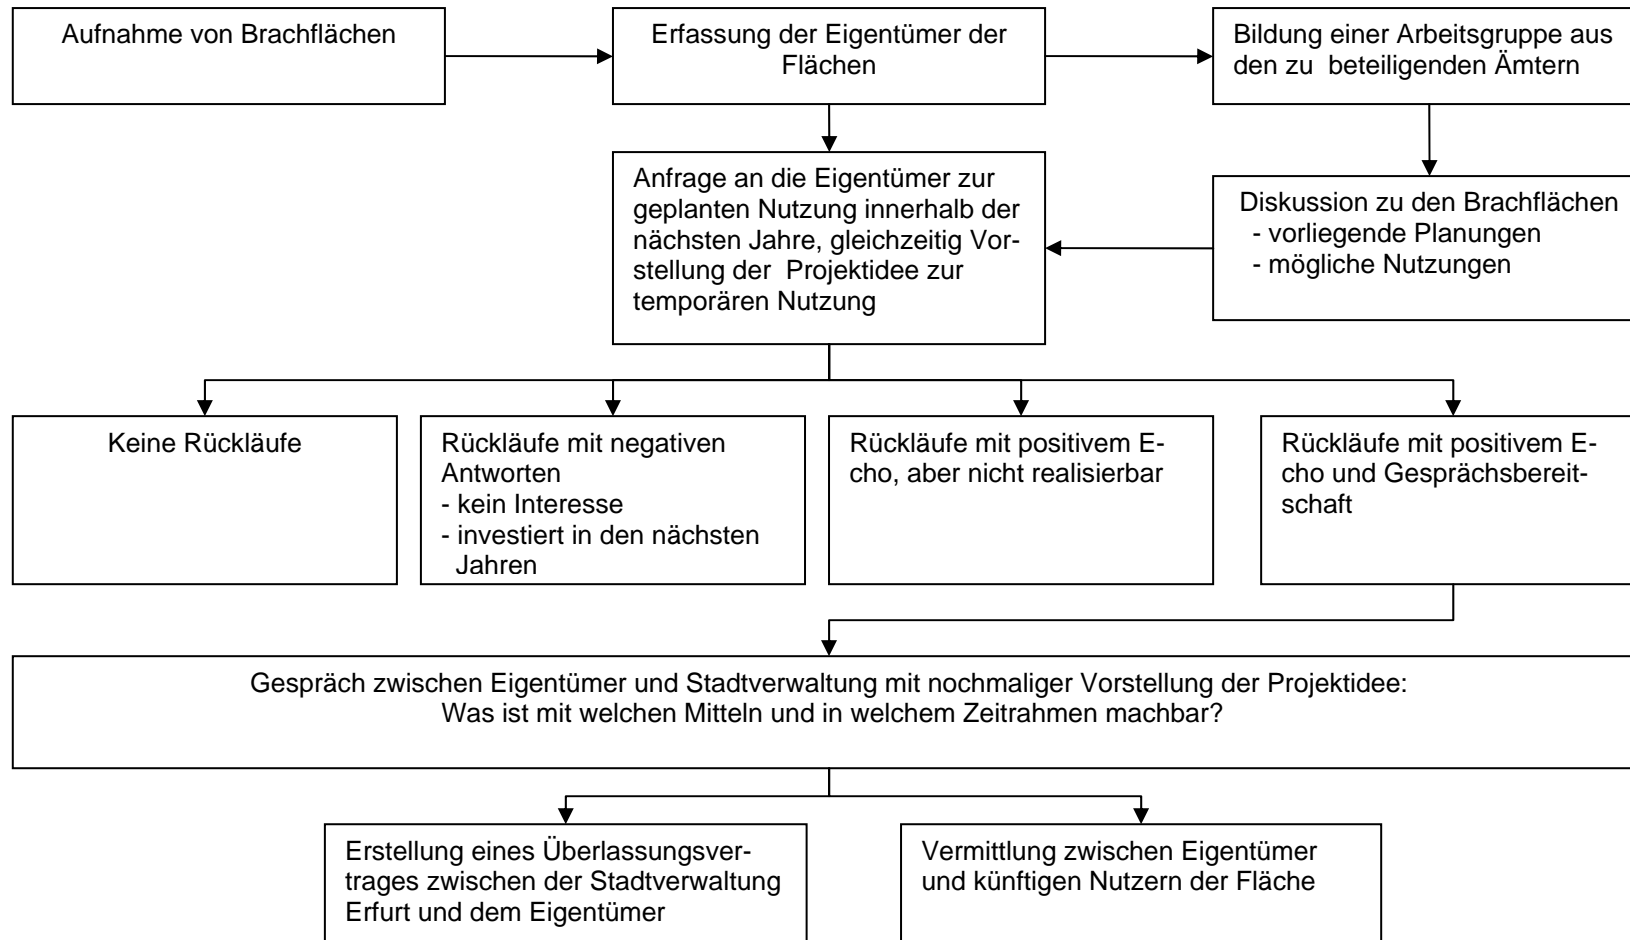 Aufnahme von Brachflächen
Erfassung der Eigentümer der
Flächen
Bildung einer Arbeitsgruppe aus
den zu  beteiligenden Ämtern
Anfrage an die Eigentümer zur
geplanten Nutzung innerhalb der
nächsten Jahre, gleichzeitig Vor-
stellung der  Projektidee zur
temporären Nutzung
Diskussion zu den Brachflächen
- vorliegende Planungen
- mögliche Nutzungen
Keine Rückläufe
Rückläufe mit negativen
Antworten
- kein Interesse
- investiert in den nächsten
Jahren
Rückläufe mit positivem E-
cho, aber nicht realisierbar
Rückläufe mit positivem E-
cho und Gesprächsbereit-
schaft
Gespräch zwischen Eigentümer und Stadtverwaltung mit nochmaliger Vorstellung der Projektidee:
Was ist mit welchen Mitteln und in welchem Zeitrahmen machbar?
Erstellung eines Überlassungsver-
trages zwischen der Stadtverwaltung
Erfurt und dem Eigentümer
Vermittlung zwischen Eigentümer
und künftigen Nutzern der Fläche